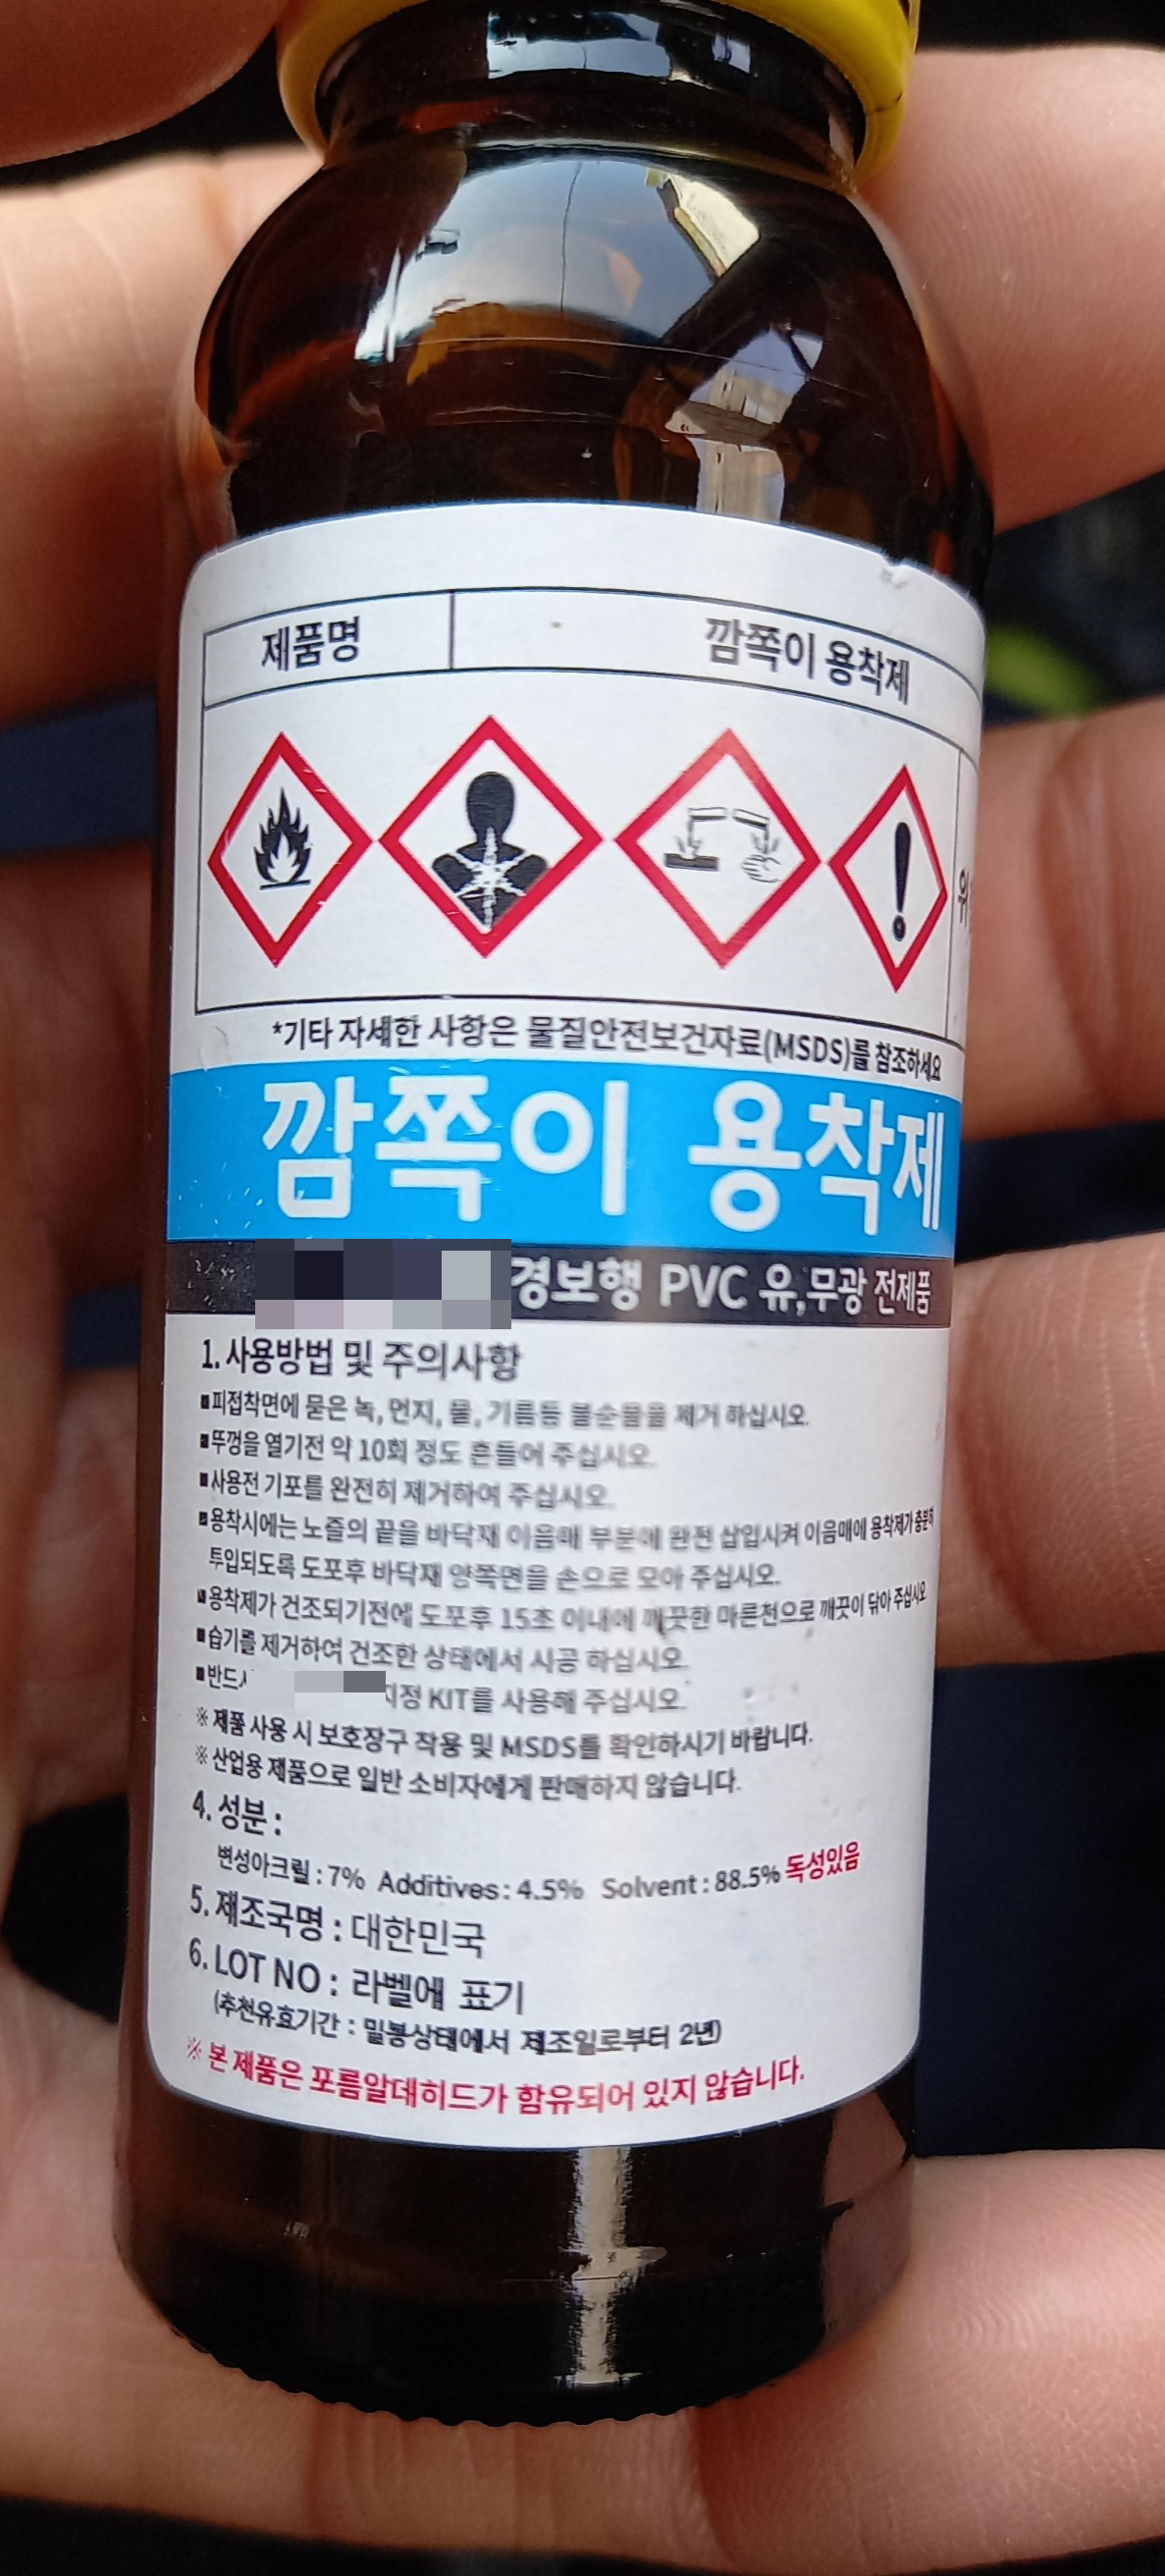 제품명 깜쪽이 용착제
*기타 자세한 사항은 물질안전보건자료(MSDS)를 참조하세요
깜쪽이 용착제
경보행 PVC 유,무광 전제품
1. 사용방법 및 주의사항
■피접착면에 묻은 녹, 먼지, 물, 기름등 불순물을 제거 하십시오.
■뚜껑을 열기전 약 10회 정도 흔들어 주십시오.
■사용전 기포를 완전히 제거하여 주십시오.
■용착시에는 노즐의 끝을 바닥재 이음매 부분에 완전 삽입시켜 이음매에 용착제가 충분히
투입되도록 도포후 바닥재 양쪽면을 손으로 모아 주십시오.
■용착제가 건조되기전에 도포후 15초 이내에 깨끗한 마른천으로 깨끗이 닦아 주십시오
■습기를 제거하여 건조한 상태에서 시공 하십시오.
■반드시 지정 KIT를 사용해 주십시오.
※ 제품 사용 시 보호장구 작용 및 MSDS를 확인하시기 바랍니다.
※ 산업용 제품으로 일반 소비자에게 판매하지 않습니다.
4. 성분 :
변성아크릴 : 7% Additives : 4.5% Solvent : 88.5% 독성있음
5. 제조국명 : 대한민국
6. LOT NO : 라벨에 표기
(추천유효기간 : 밀봉상태에서 제조일로부터 2년)
※ 본 제품은 포름알데히드가 함유되어 있지 않습니다.